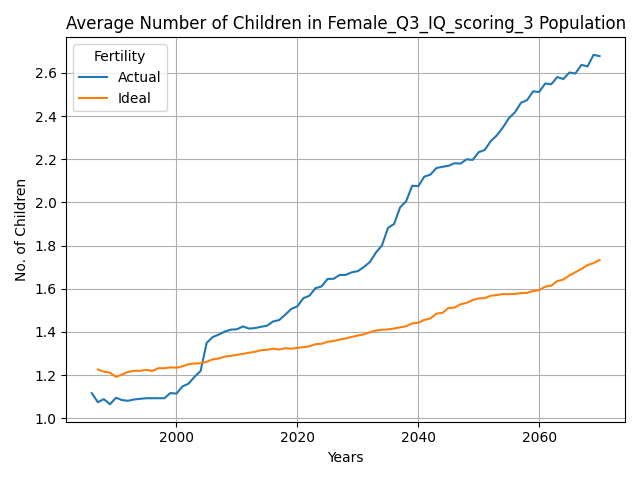 Average Number of Children in Female_Q3_IQ_scoring_3 Population
Fertility
Actual
Ideal
No. of Children
2.6
2.4
2.2
2.0
1.8
1.6
1.4
1.2
1.0
2000
2020
2040
2060
Years